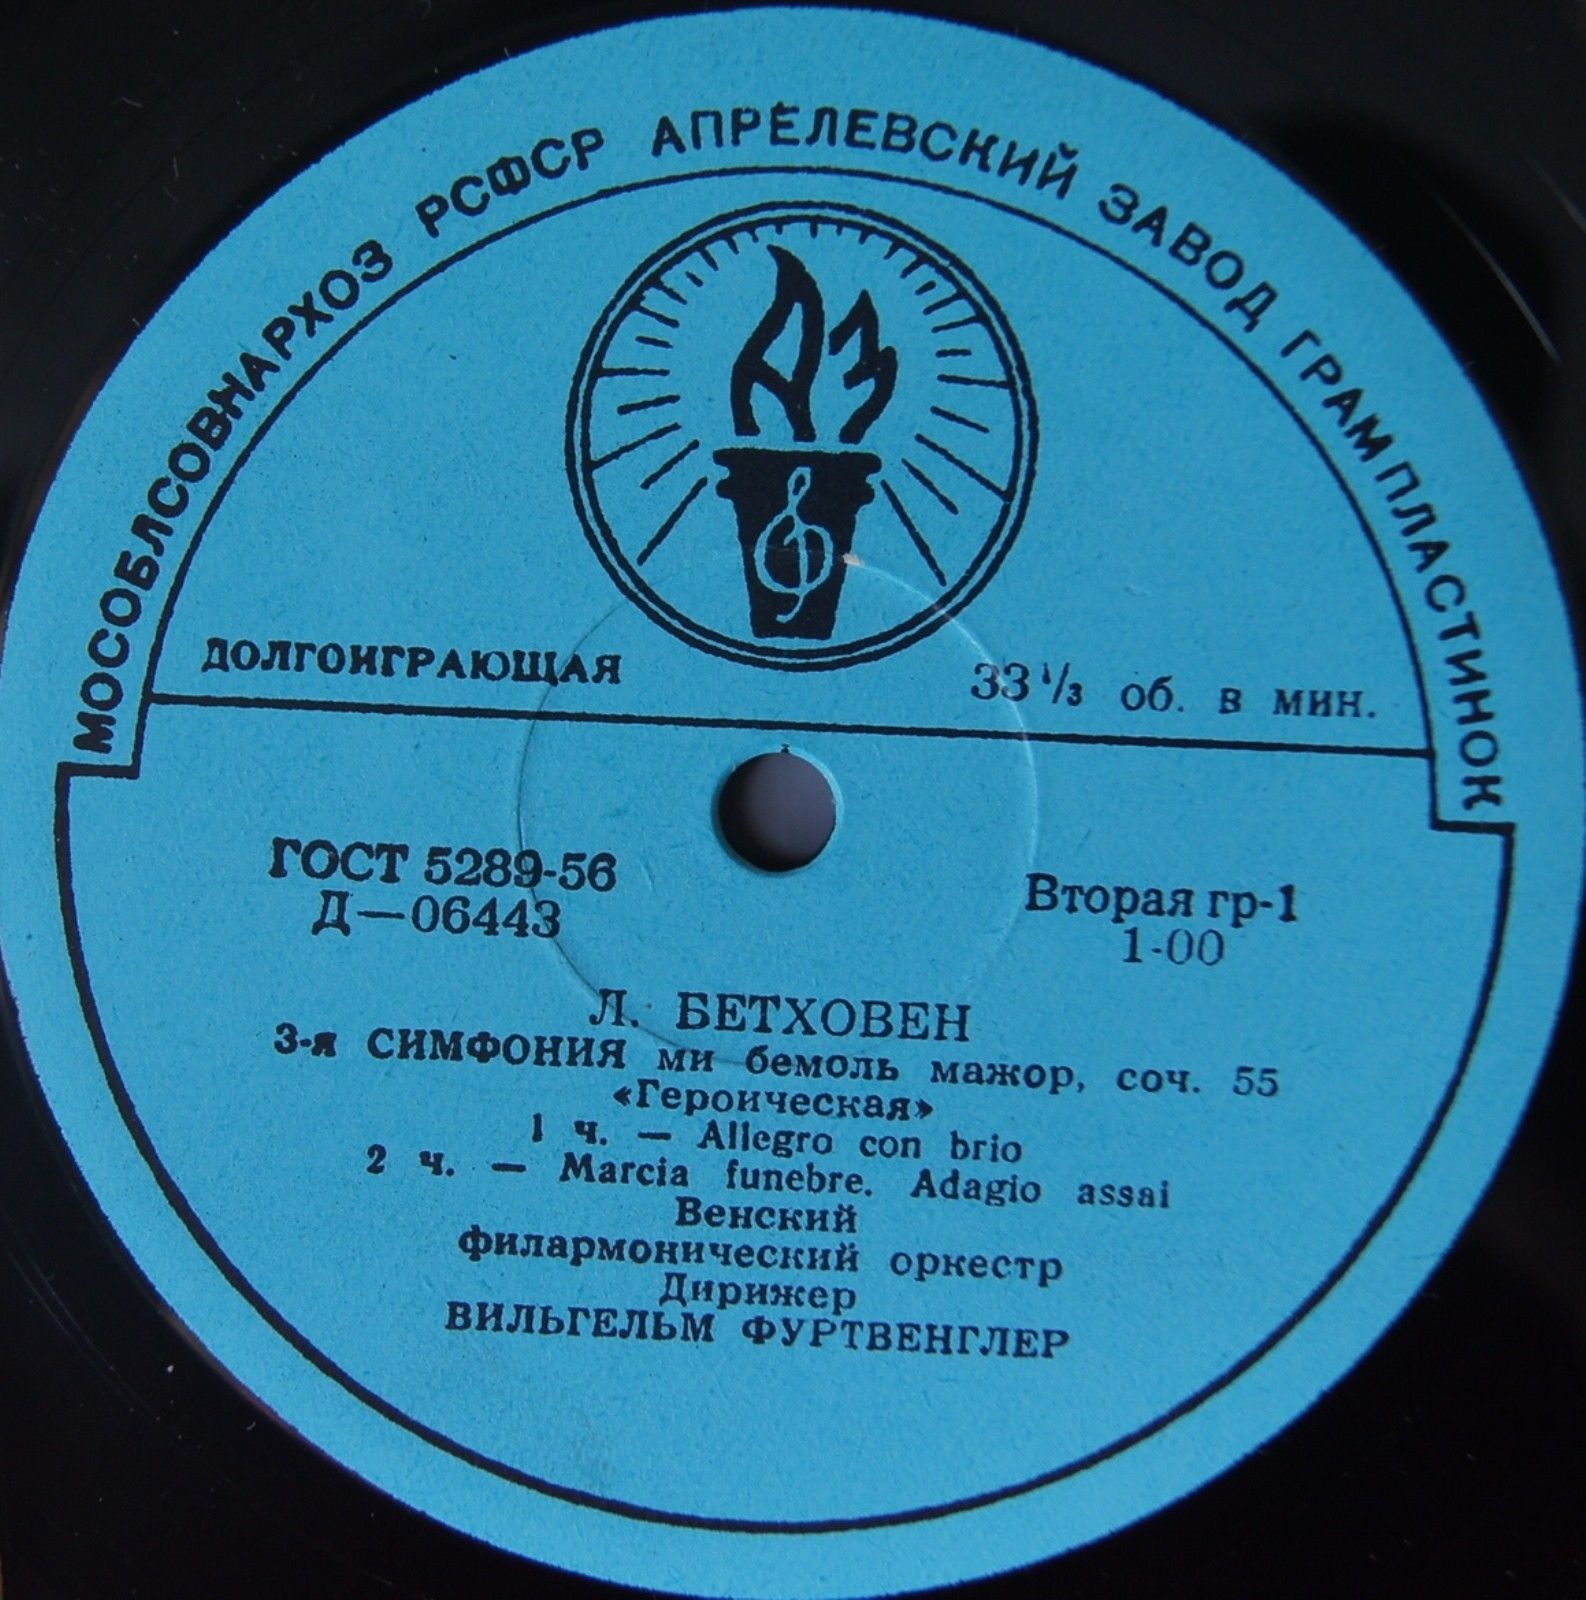 МОСОБЛСОВНАРХОЗ РСФСР АПРЕЛЕВСКИЙ ЗАВОД ГРАМПЛАСТИНОК
АЗ
ДОЛГОИГРАЮЩАЯ
33 1/3 об. в мин.
ГОСТ 5289-56
Д—06443
Вторая гр-1
1-00
Л. БЕТХОВЕН
3-я СИМФОНИЯ ми бемоль мажор, соч. 55
«Героическая»
1 ч. — Allegro con brio
2 ч. — Marcia funebre. Adagio assai
Венский
филармонический оркестр
Дирижер
ВИЛЬГЕЛЬМ ФУРТВЕНГЛЕР